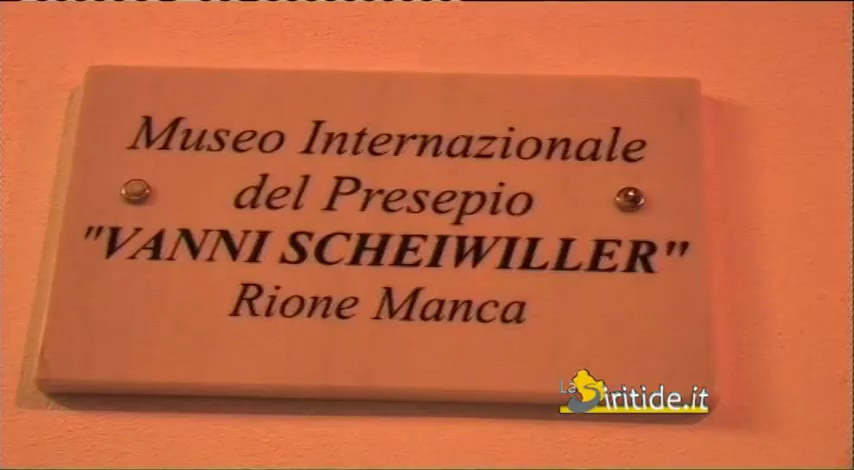 Museo Internazionale
del Presepio
"VANNI SCHEIWILLER"
Rione Manca
La Siritide.it